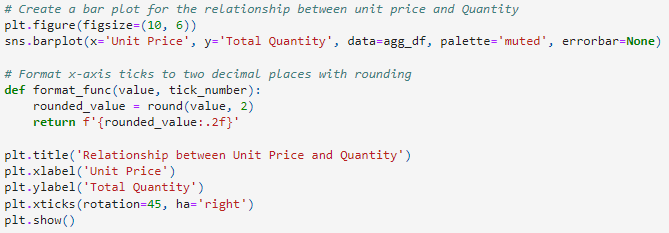 # Create a bar plot for the relationship between unit price and Quantity
plt.figure(figsize=(10, 6))
sns.barplot(x='Unit Price', y='Total Quantity', data=agg_df, palette='muted', errorbar=None)

# Format x-axis ticks to two decimal places with rounding
def format_func(value, tick_number):
    rounded_value = round(value, 2)
    return f'{rounded_value:.2f}'

plt.title('Relationship between Unit Price and Quantity')
plt.xlabel('Unit Price')
plt.ylabel('Total Quantity')
plt.xticks(rotation=45, ha='right')
plt.show()